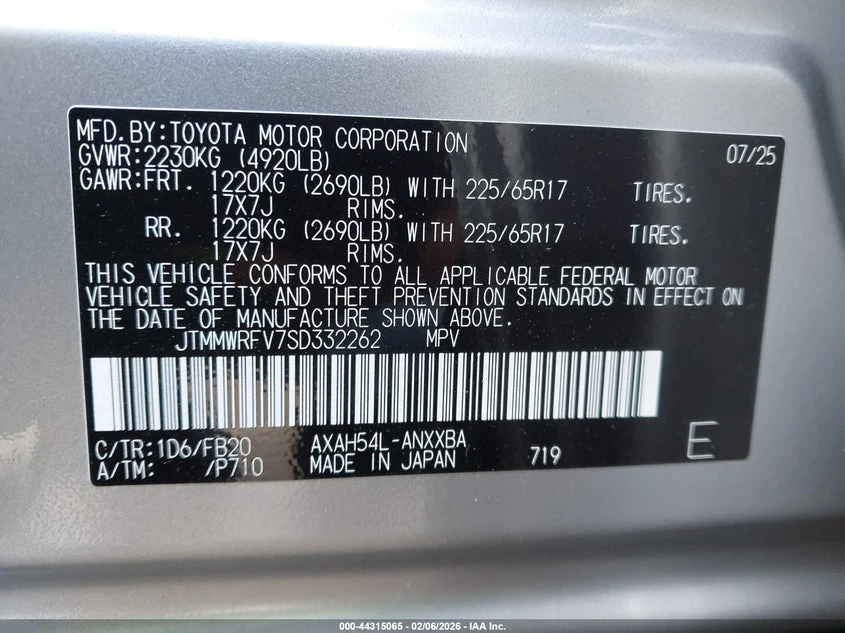 MFD.BY:TOYOTA MOTOR CORPORATION 07/25
GVWR:2230KG (4920LB)
GAWR:FRT. 1220KG (2690LB) WITH 225/65R17 TIRES.
17X7J RIMS.
RR. 1220KG (2690LB) WITH 225/65R17 TIRES.
17X7J RIMS.
THIS VEHICLE CONFORMS TO ALL APPLICABLE FEDERAL MOTOR
VEHICLE SAFETY AND THEFT PREVENTION STANDARDS IN EFFECT ON
THE DATE OF MANUFACTURE SHOWN ABOVE.
JTMMWRFV7SD332262 MPV
C/TR:1D6/FB20 AXAH54L-ANXXBA
A/TM: /P710 MADE IN JAPAN 719 E
000-44315065 - 02/06/2026 - IAA Inc.